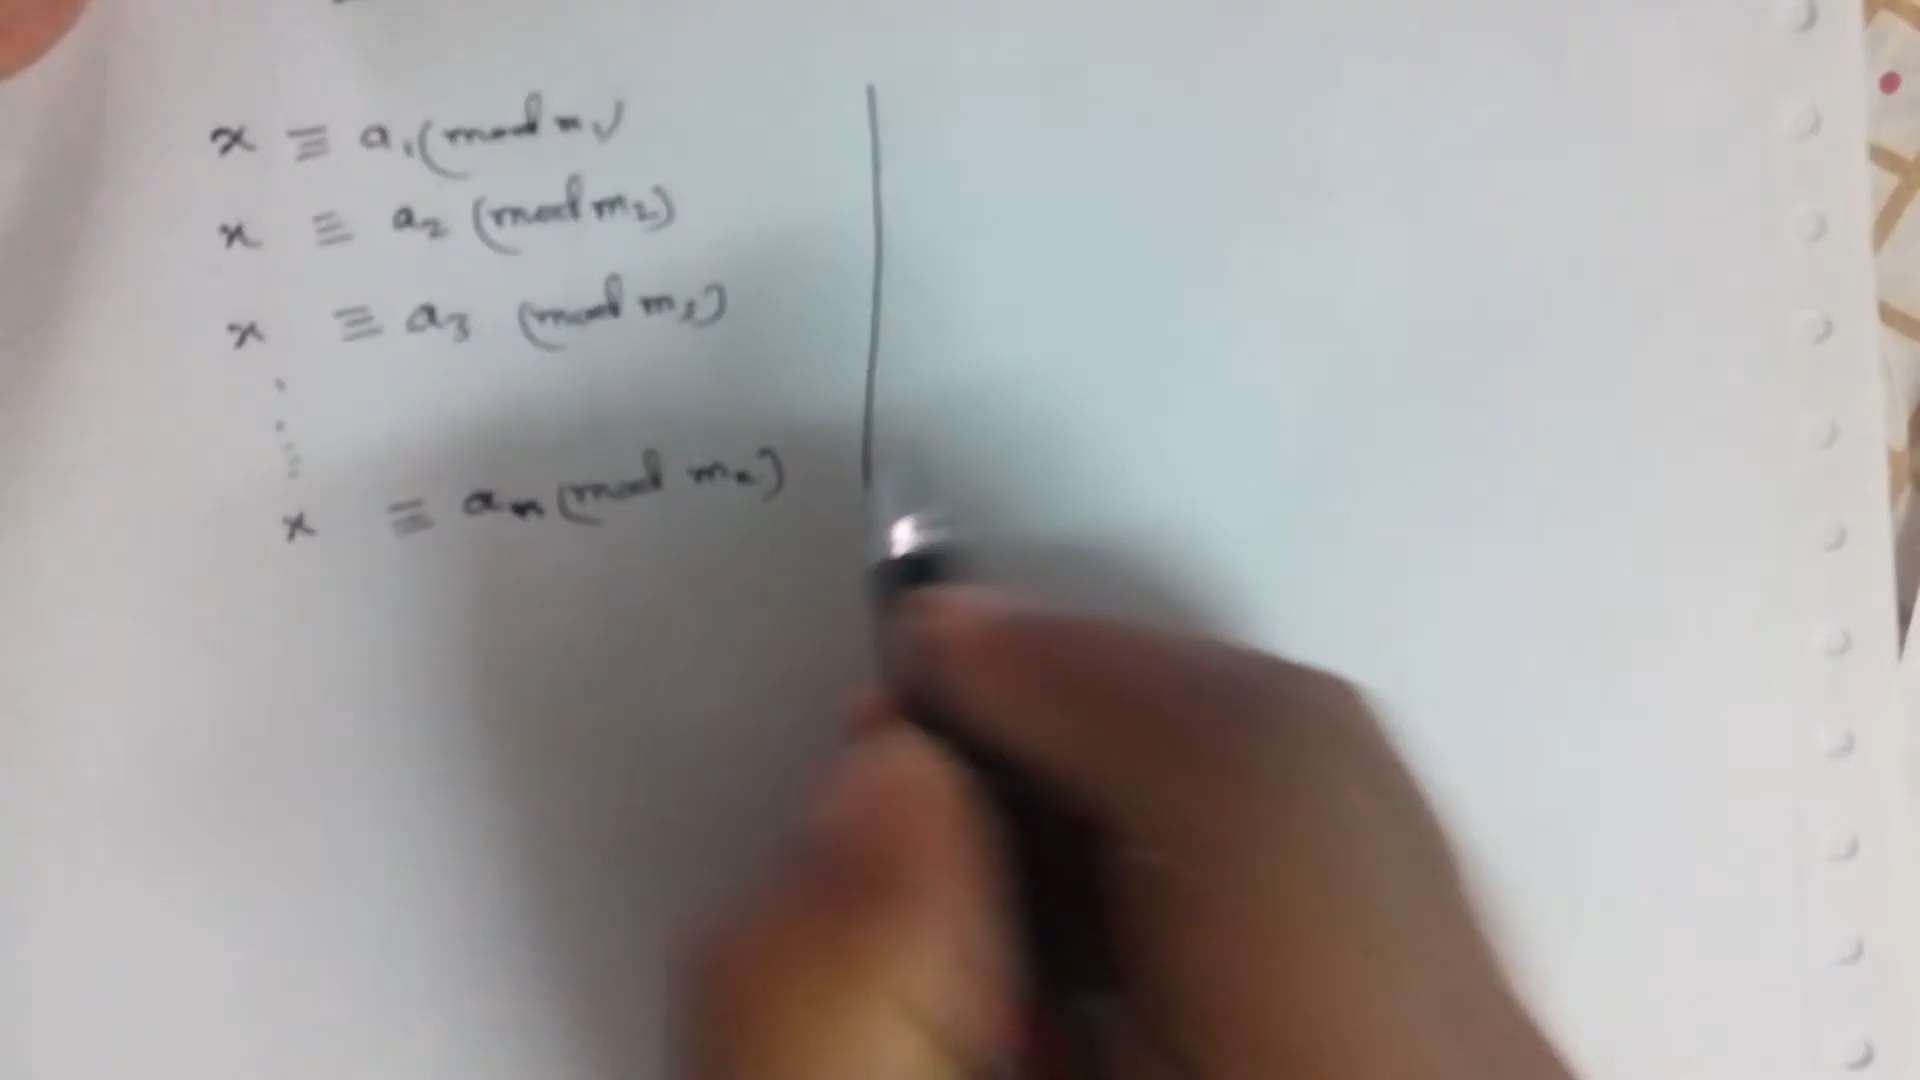 x ≡ a₁ (mod m₁)
x ≡ a₂ (mod m₂)
x ≡ a₃ (mod m₃)
⋮
x ≡ aₙ (mod mₙ)